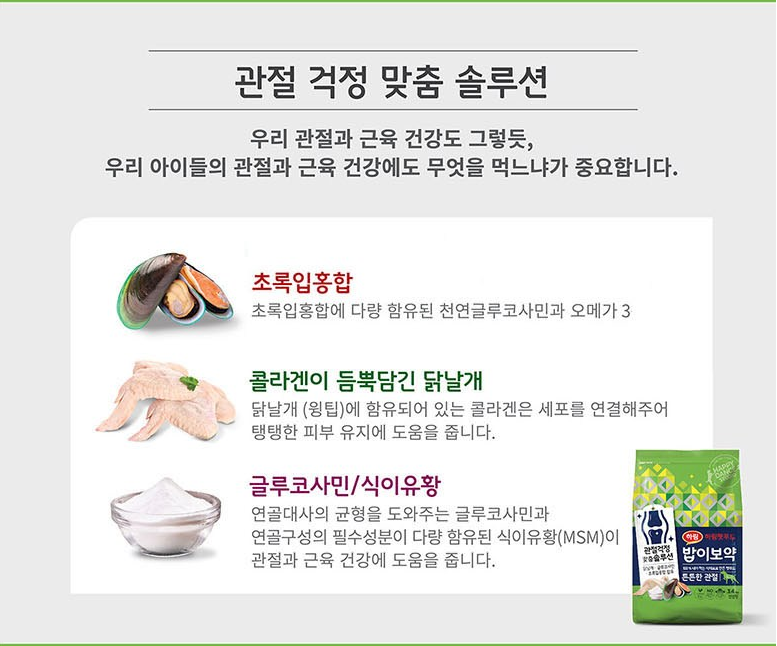 관절 걱정 맞춤 솔루션
우리 관절과 근육 건강도 그렇듯,
우리 아이들의 관절과 근육 건강에도 무엇을 먹느냐가 중요합니다.
초록입홍합
초록입홍합에 다량 함유된 천연글루코사민과 오메가 3
콜라겐이 듬뿍담긴 닭날개
닭날개 (윙팁)에 함유되어 있는 콜라겐은 세포를 연결해주어
탱탱한 피부 유지에 도움을 줍니다.
글루코사민/식이유황
연골대사의 균형을 도와주는 글루코사민과
연골구성의 필수성분이 다량 함유된 식이유황(MSM)이
관절과 근육 건강에 도움을 줍니다.
HAPPY
DANCE
하림 하림펫푸드
관절걱정
맞춤솔루션
밥이보약
튼튼한 관절